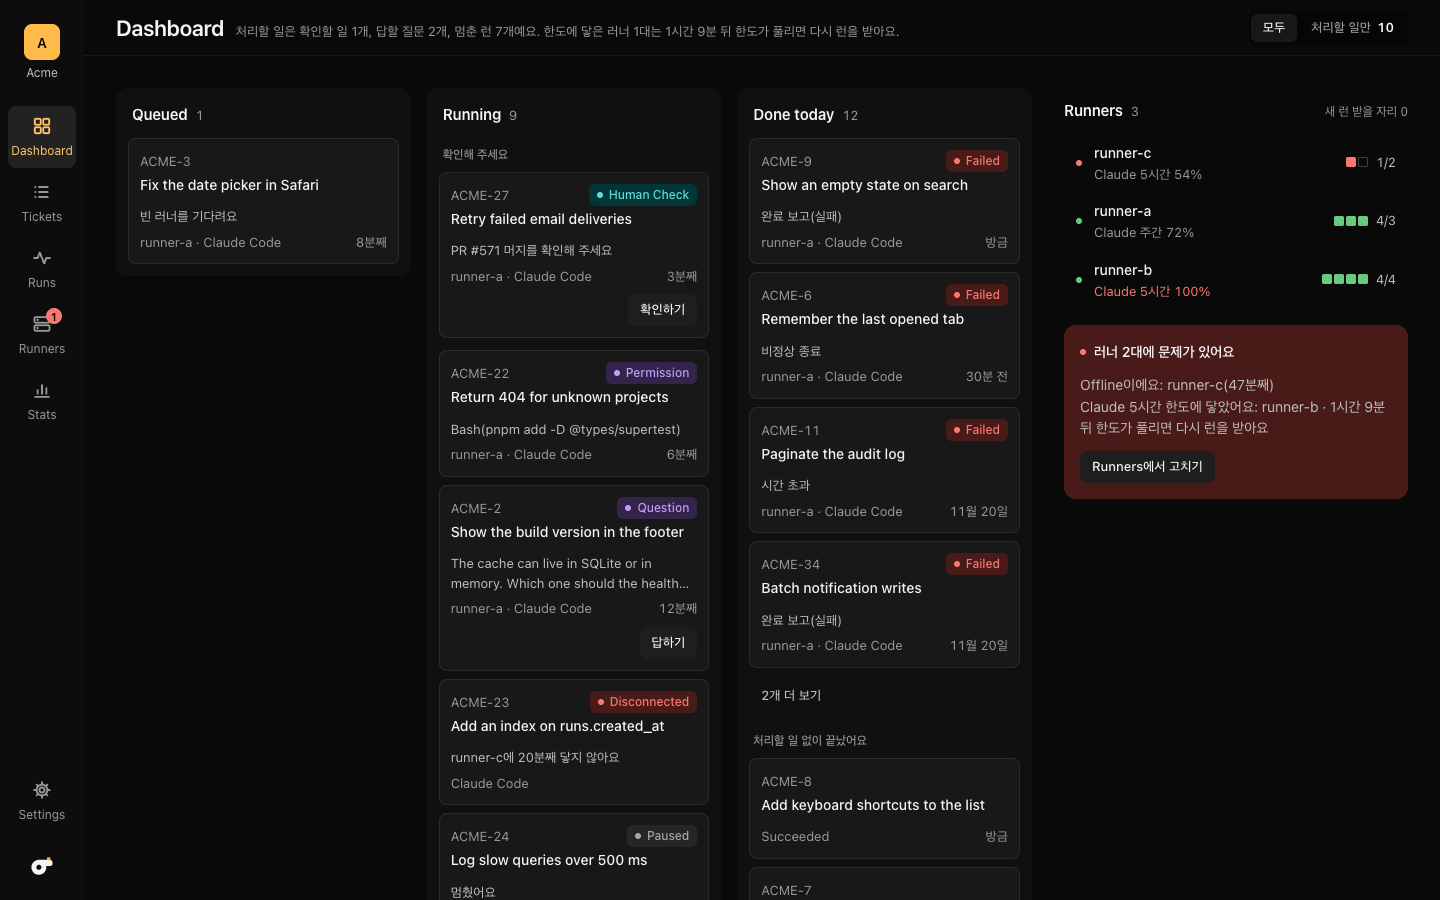 A
Acme
Dashboard
Tickets
Runs
1
Runners
Stats
Settings
Dashboard
처리할 일은 확인할 일 1개, 답할 질문 2개, 멈춘 런 7개예요. 한도에 닿은 러너 1대는 1시간 9분 뒤 한도가 풀리면 다시 런을 받아요.
모두
처리할 일만 10
Queued 1
ACME-3
Fix the date picker in Safari
빈 러너를 기다려요
runner-a · Claude Code 8분째
Running 9
확인해 주세요
ACME-27 Human Check
Retry failed email deliveries
PR #571 머지를 확인해 주세요
runner-a · Claude Code 3분째
확인하기
ACME-22 Permission
Return 404 for unknown projects
Bash(pnpm add -D @types/supertest)
runner-a · Claude Code 6분째
ACME-2 Question
Show the build version in the footer
The cache can live in SQLite or in
memory. Which one should the health…
runner-a · Claude Code 12분째
답하기
ACME-23 Disconnected
Add an index on runs.created_at
runner-c에 20분째 닿지 않아요
Claude Code
ACME-24 Paused
Log slow queries over 500 ms
멈췄어요
Done today 12
ACME-9 Failed
Show an empty state on search
완료 보고(실패)
runner-a · Claude Code 방금
ACME-6 Failed
Remember the last opened tab
비정상 종료
runner-a · Claude Code 30분 전
ACME-11 Failed
Paginate the audit log
시간 초과
runner-a · Claude Code 11월 20일
ACME-34 Failed
Batch notification writes
완료 보고(실패)
runner-a · Claude Code 11월 20일
2개 더 보기
처리할 일 없이 끝났어요
ACME-8
Add keyboard shortcuts to the list
Succeeded 방금
ACME-7
Runners 3 새 런 받을 자리 0
runner-c
Claude 5시간 54%
1/2
runner-a
Claude 주간 72%
4/3
runner-b
Claude 5시간 100%
4/4
러너 2대에 문제가 있어요
Offline이에요: runner-c(47분째)
Claude 5시간 한도에 닿았어요: runner-b · 1시간 9분
뒤 한도가 풀리면 다시 런을 받아요
Runners에서 고치기